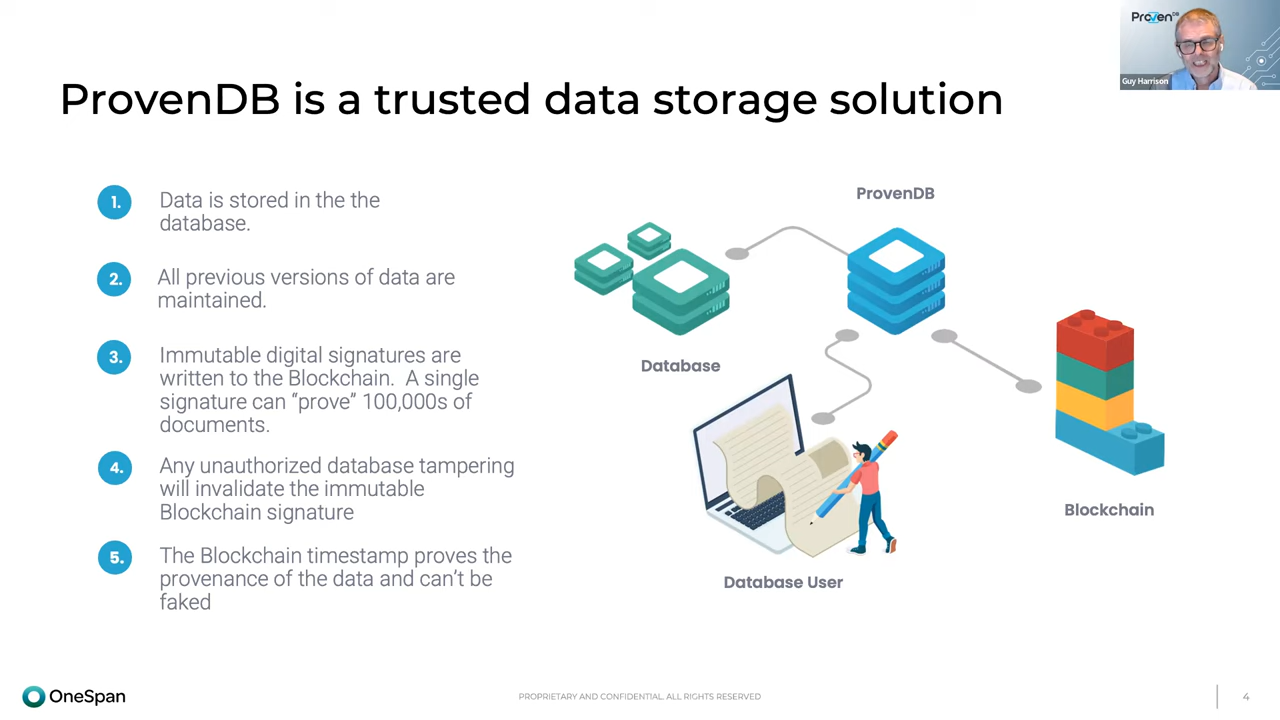 ProvenDB
Guy Harrison
ProvenDB is a trusted data storage solution
1.
Data is stored in the the
database.
2.
All previous versions of data are
maintained.
3.
Immutable digital signatures are
written to the Blockchain.  A single
signature can “prove” 100,000s of
documents.
4.
Any unauthorized database tampering
will invalidate the immutable
Blockchain signature
5.
The Blockchain timestamp proves the
provenance of the data and can’t be
faked
ProvenDB
Database
Blockchain
Database User
OneSpan
PROPRIETARY AND CONFIDENTIAL. ALL RIGHTS RESERVED
4